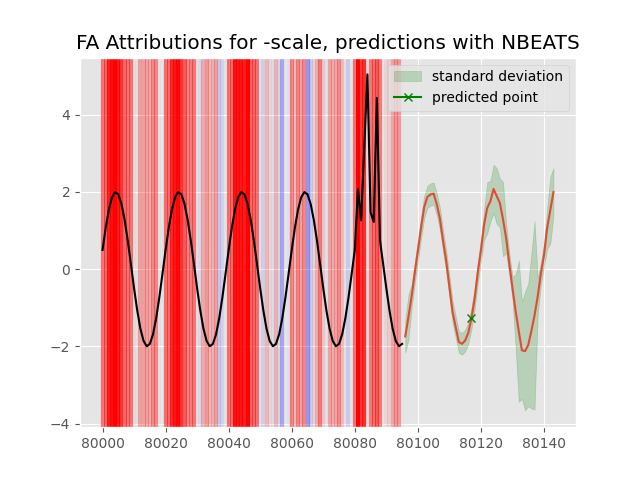 FA Attributions for -scale, predictions with NBEATS
standard deviation
predicted point
4
2
0
−2
−4
80000 80020 80040 80060 80080 80100 80120 80140